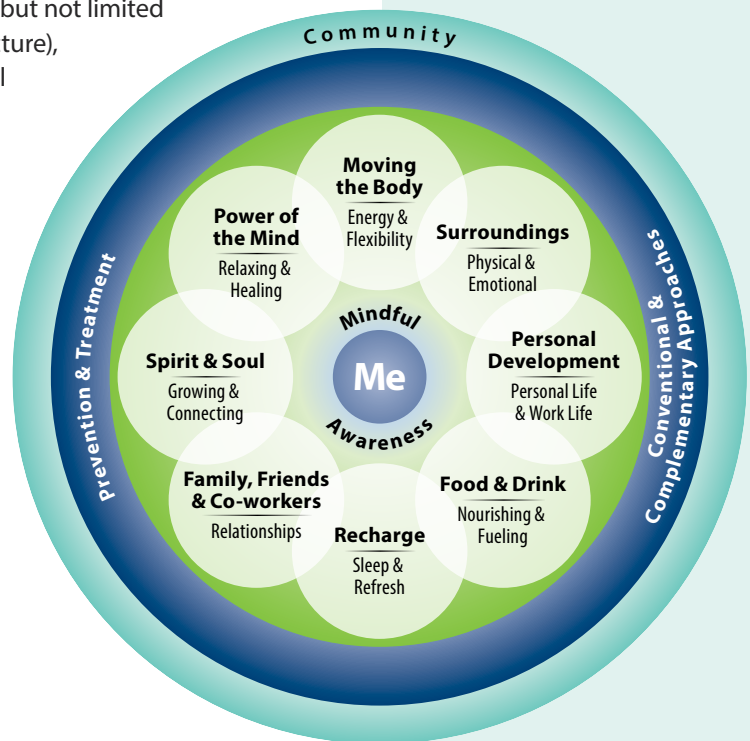 but not limited
ture),
l
Community
Prevention & Treatment
Conventional &
Complementary Approaches
Moving
the Body
Energy &
Flexibility
Surroundings
Physical &
Emotional
Personal
Development
Personal Life
& Work Life
Food & Drink
Nourishing &
Fueling
Recharge
Sleep &
Refresh
Family, Friends
& Co-workers
Relationships
Spirit & Soul
Growing &
Connecting
Power of
the Mind
Relaxing &
Healing
Mindful
Me
Awareness